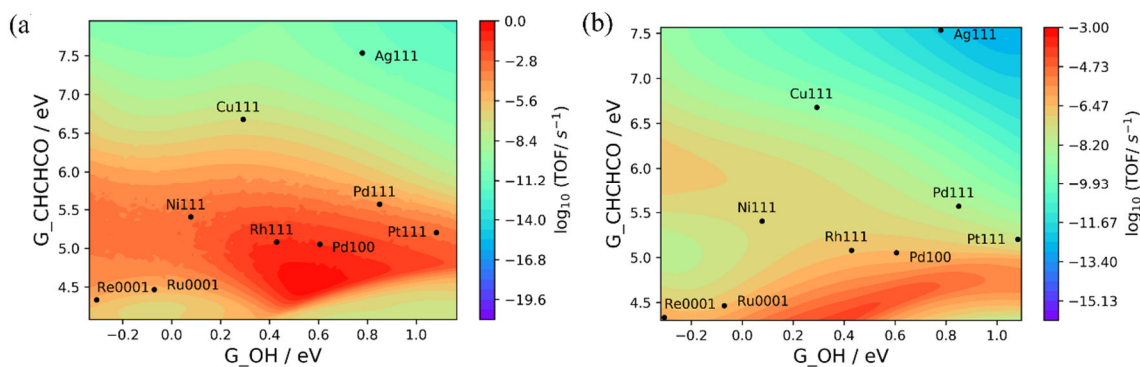 (a)
G_CHCHCO / eV
7.5
7.0
6.5
6.0
5.5
5.0
4.5
Ag111
Cu111
Pd111
Ni111
Rh111
Pd100
Pt111
Re0001
Ru0001
−0.2
0.0
0.2
0.4
0.6
0.8
1.0
G_OH / eV
0.0
−2.8
−5.6
−8.4
−11.2
−14.0
−16.8
−19.6
log10 (TOF/ s−1)
(b)
G_CHCHCO / eV
7.5
7.0
6.5
6.0
5.5
5.0
4.5
Ag111
Cu111
Pd111
Ni111
Rh111
Pd100
Pt111
Re0001
Ru0001
−0.2
0.0
0.2
0.4
0.6
0.8
1.0
G_OH / eV
−3.00
−4.73
−6.47
−8.20
−9.93
−11.67
−13.40
−15.13
log10 (TOF/ s−1)